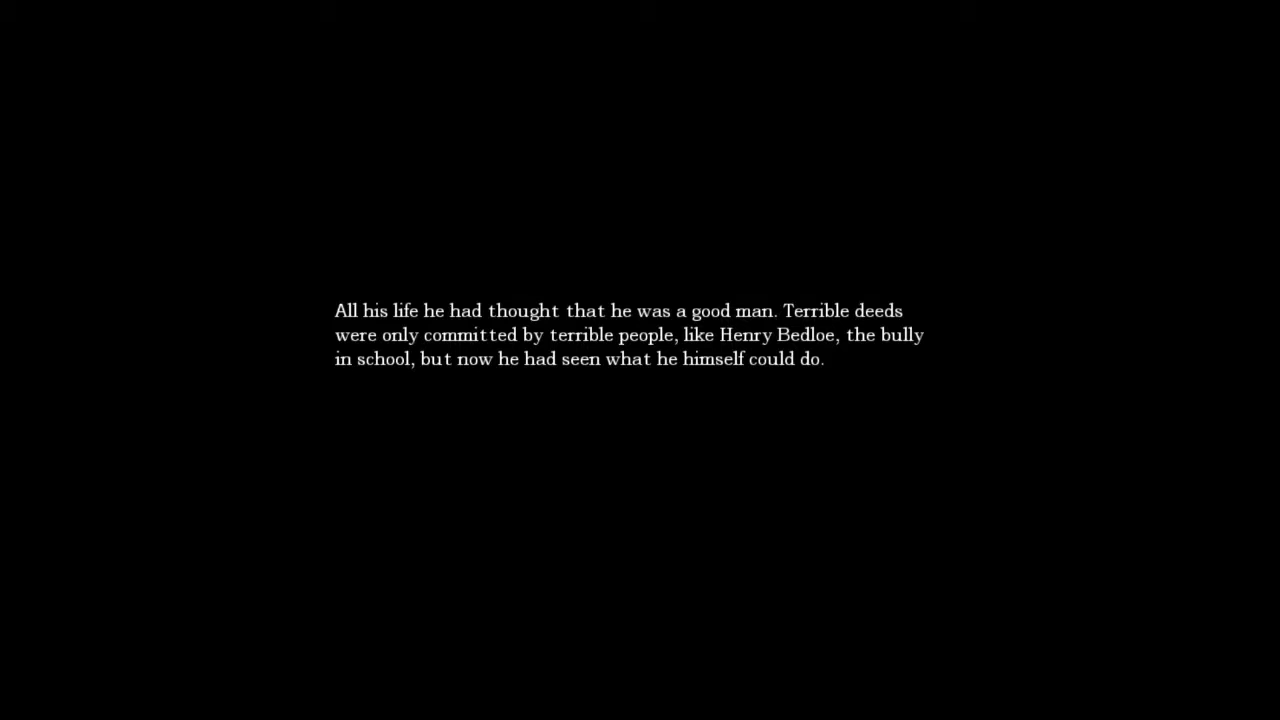 All his life he had thought that he was a good man. Terrible deeds
were only committed by terrible people, like Henry Bedloe, the bully
in school, but now he had seen what he himself could do.